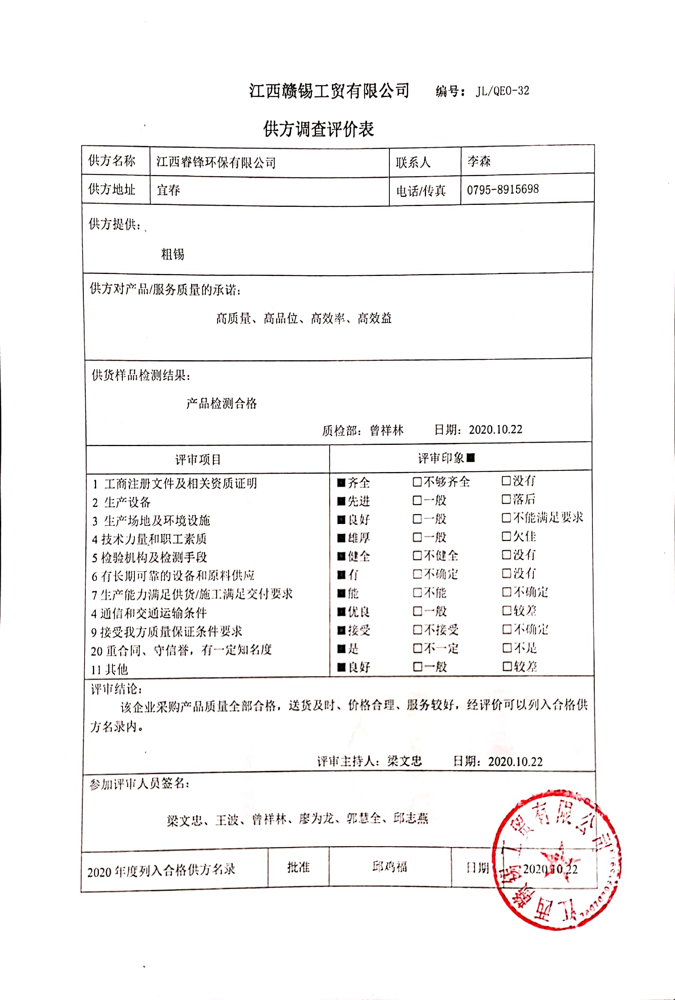 江西赣锡工贸有限公司 编号： JL/QEO-32
供方调查评价表
供方名称 江西睿锋环保有限公司 联系人 李森
供方地址 宜春 电话/传真 0795-8915698
供方提供：
粗锡
供方对产品/服务质量的承诺：
高质量、高品位、高效率、高效益
供货样品检测结果：
产品检测合格
质检部：曾祥林 日期：2020.10.22
评审项目 评审印象■
1 工商注册文件及相关资质证明 ■齐全 □不够齐全 □没有
2 生产设备 ■先进 □一般 □落后
3 生产场地及环境设施 ■良好 □一般 □不能满足要求
4 技术力量和职工素质 ■雄厚 □一般 □欠佳
5 检验机构及检测手段 ■健全 □不健全 □没有
6 有长期可靠的设备和原料供应 ■有 □不确定 □没有
7 生产能力满足供货/施工满足交付要求 ■能 □不能 □不确定
4 通信和交通运输条件 ■优良 □一般 □较差
9 接受我方质量保证条件要求 ■接受 □不接受 □不确定
20 重合同、守信誉，有一定知名度 ■是 □不一定 □不是
11 其他 ■良好 □一般 □较差
评审结论：
该企业采购产品质量全部合格，送货及时、价格合理、服务较好，经评价可以列入合格供
方名录内。
评审主持人：梁文忠 日期：2020.10.22
参加评审人员签名：
梁文忠、王波、曾祥林、廖为龙、郭慧全、邱志燕
2020 年度列入合格供方名录 批准 邱鸡福 日期 2020.10.22
江西赣锡工贸有限公司